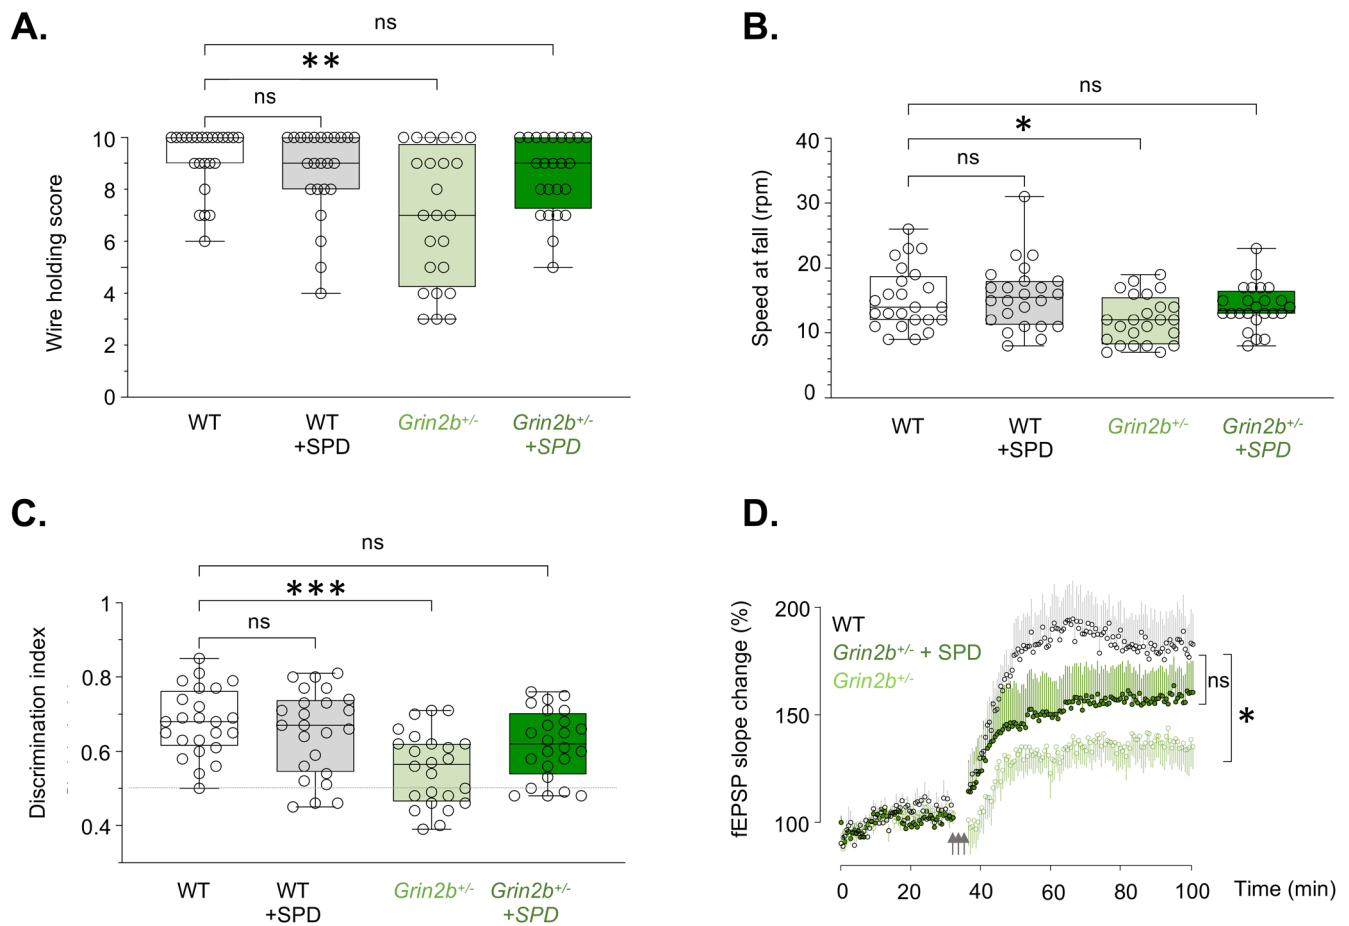 A.
ns
**
ns
Wire holding score
10
8
6
4
2
0
WT
WT
+SPD
Grin2b+/-
Grin2b+/-
+SPD
B.
ns
*
ns
Speed at fall (rpm)
40
30
20
10
0
WT
WT
+SPD
Grin2b+/-
Grin2b+/-
+SPD
C.
ns
***
ns
Discrimination index
1
0.8
0.6
0.4
WT
WT
+SPD
Grin2b+/-
Grin2b+/-
+SPD
D.
fEPSP slope change (%)
200
150
100
WT
Grin2b+/- + SPD
Grin2b+/-
ns
*
0
20
40
60
80
100
Time (min)